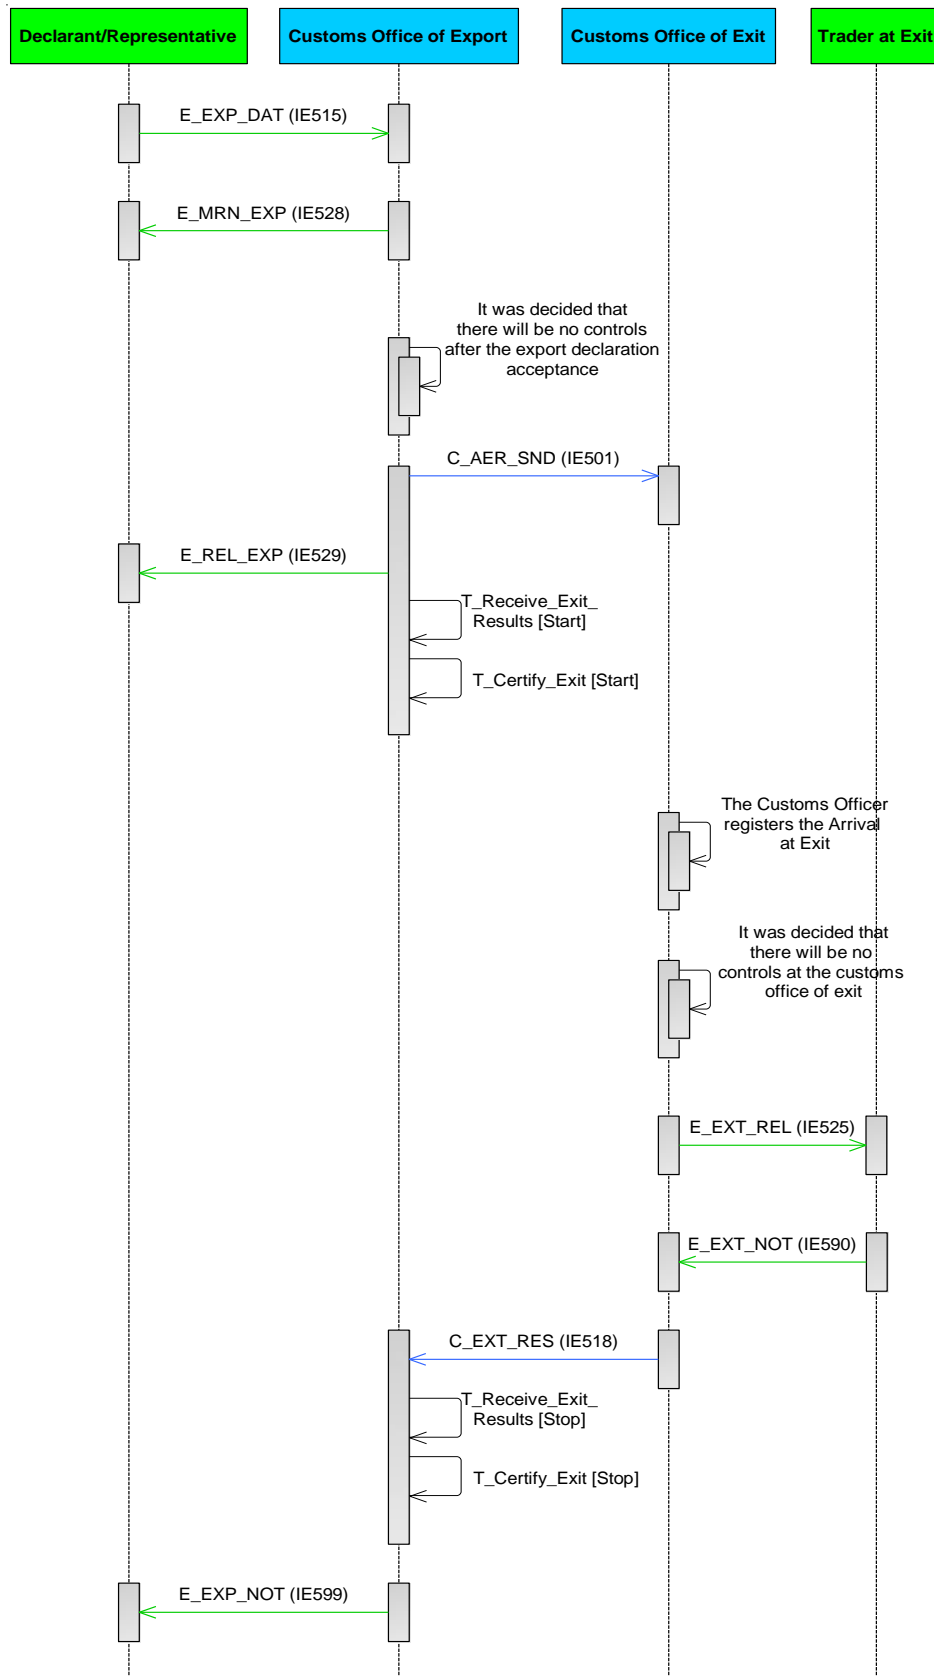 Declarant/Representative
Customs Office of Export
Customs Office of Exit
Trader at Exit
E_EXP_DAT (IE515)
E_MRN_EXP (IE528)
It was decided that
there will be no controls
after the export declaration
acceptance
C_AER_SND (IE501)
E_REL_EXP (IE529)
T_Receive_Exit_
Results [Start]
T_Certify_Exit [Start]
The Customs Officer
registers the Arrival
at Exit
It was decided that
there will be no
controls at the customs
office of exit
E_EXT_REL (IE525)
E_EXT_NOT (IE590)
C_EXT_RES (IE518)
T_Receive_Exit_
Results [Stop]
T_Certify_Exit [Stop]
E_EXP_NOT (IE599)